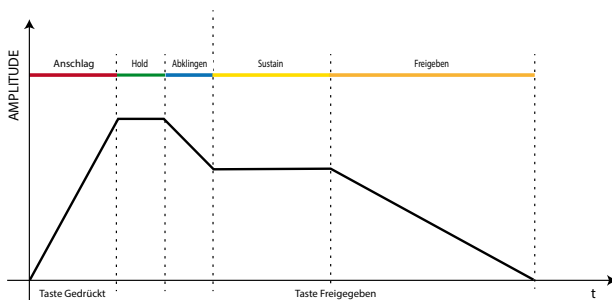 Anschlag Hold Abklingen Sustain Freigeben
AMPLITUDE
Taste Gedrückt Taste Freigegeben t